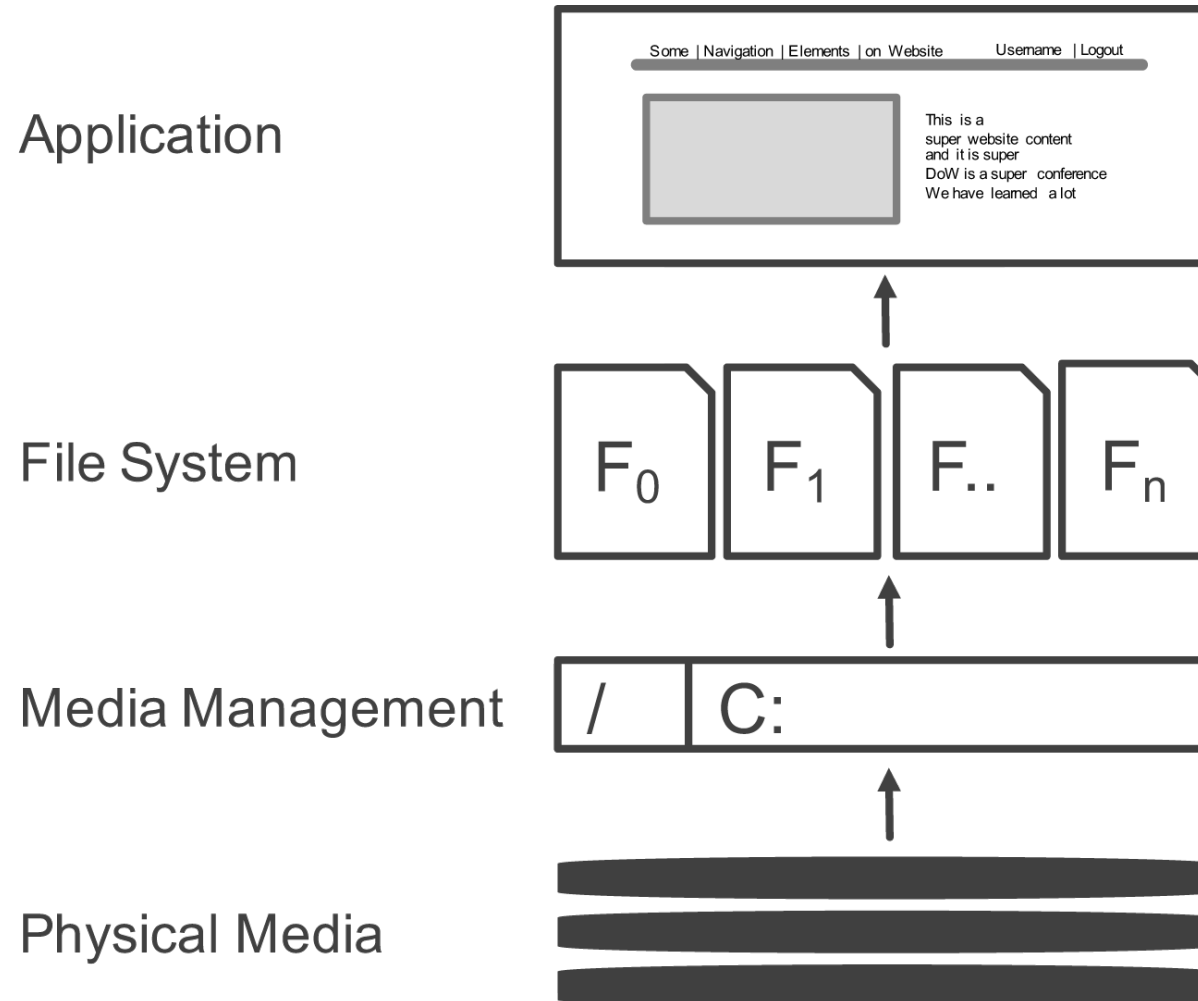 Some | Navigation | Elements | on Website Username | Logout
Application
This is a
super website content
and it is super
DoW is a super conference
We have learned a lot
File System
F0 F1 F.. Fn
Media Management
/ C:
Physical Media